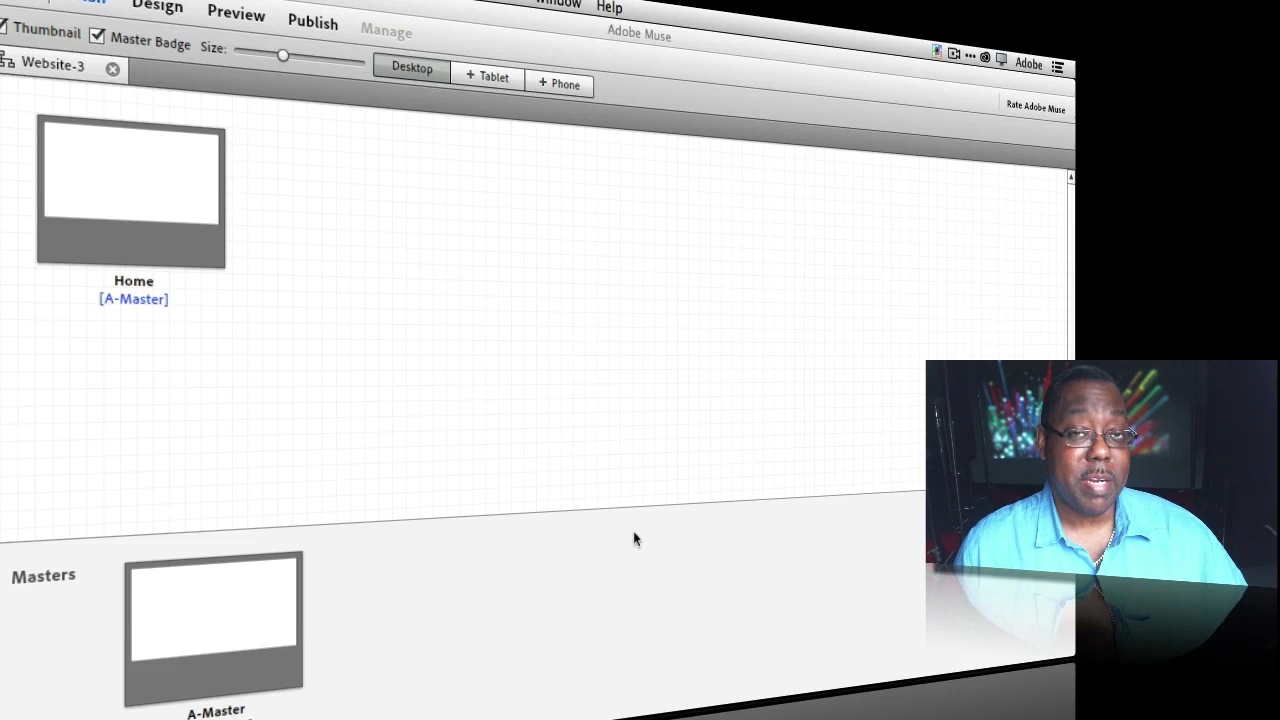 Window Help
Design Preview Publish Manage
Adobe Muse
Thumbnail Master Badge Size:
Adobe
Website-3
Desktop + Tablet + Phone
Rate Adobe Muse
Home
[A-Master]
Masters
A-Master